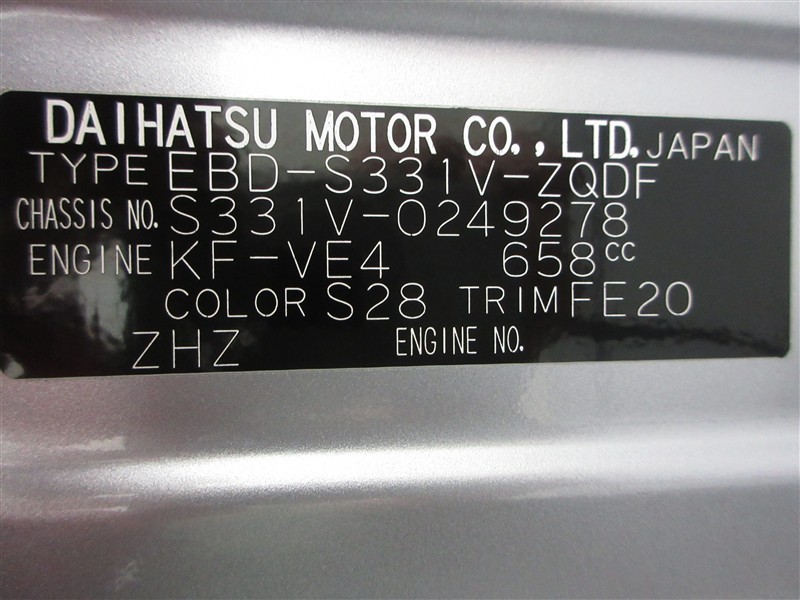 DAIHATSU MOTOR CO., LTD. JAPAN
TYPE EBD-S331V-ZQDF
CHASSIS NO. S331V-0249278
ENGINE KF-VE4 658cc
COLOR S28 TRIM FE20
ZHZ ENGINE NO.